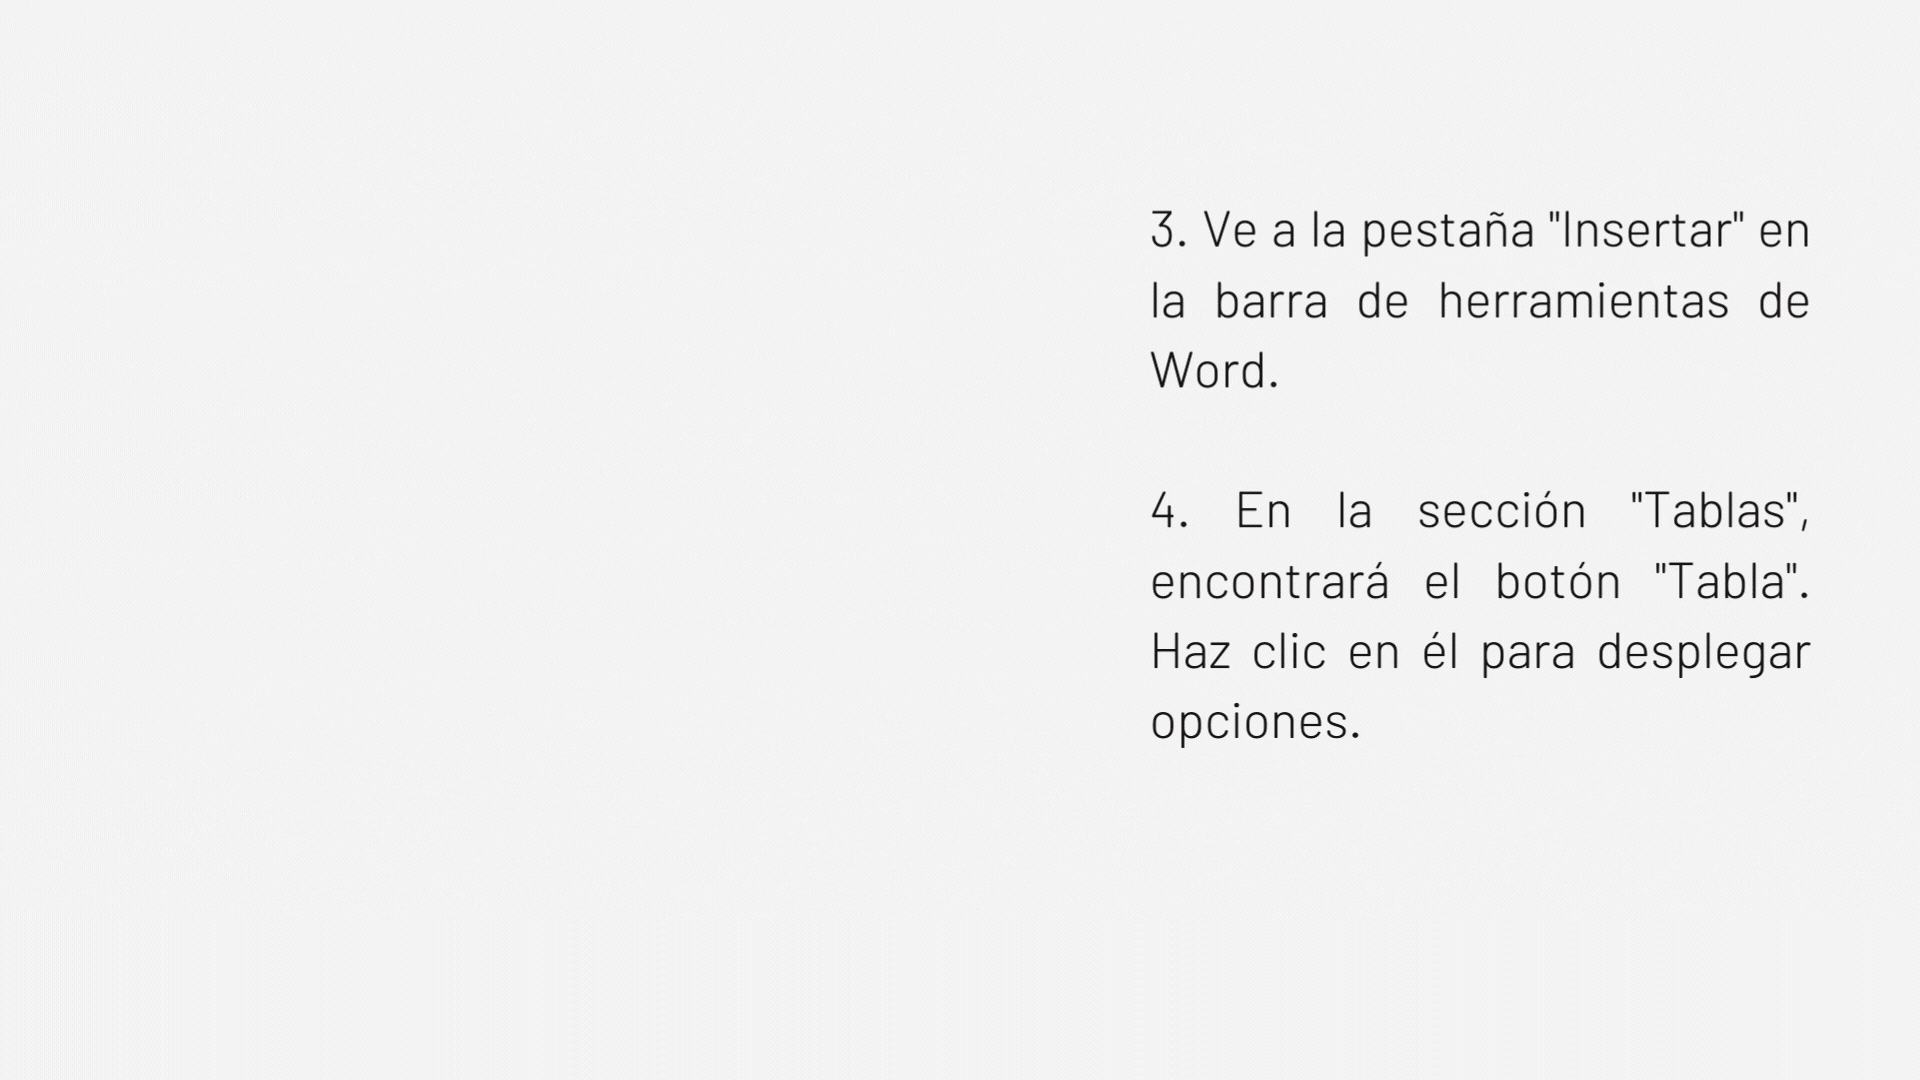 3. Ve a la pestaña "Insertar" en
la barra de herramientas de
Word.
4. En la sección "Tablas",
encontrará el botón "Tabla".
Haz clic en él para desplegar
opciones.